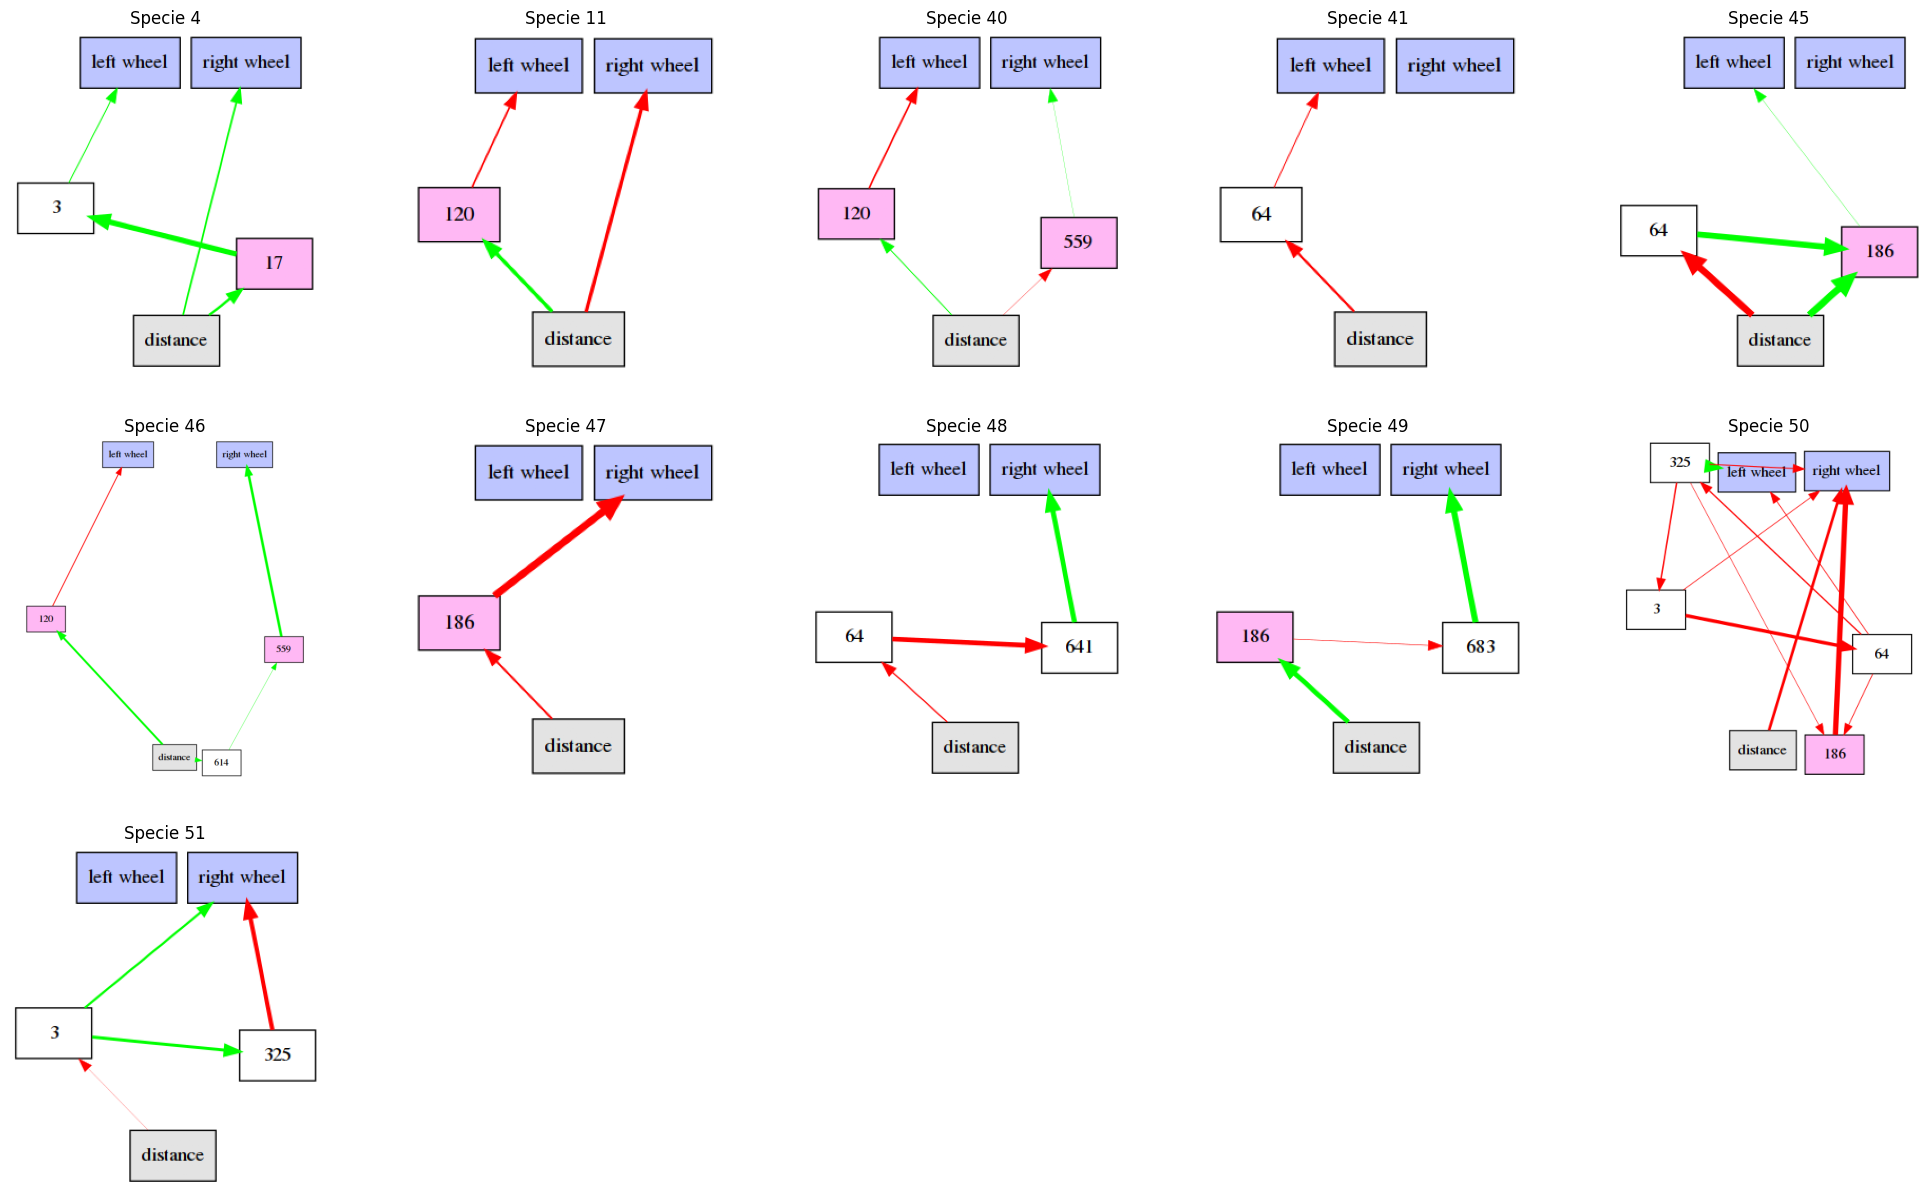 Specie 4
left wheel
right wheel
3
17
distance
Specie 11
left wheel
right wheel
120
distance
Specie 40
left wheel
right wheel
120
559
distance
Specie 41
left wheel
right wheel
64
distance
Specie 45
left wheel
right wheel
64
186
distance
Specie 46
left wheel
right wheel
120
559
distance
614
Specie 47
left wheel
right wheel
186
distance
Specie 48
left wheel
right wheel
64
641
distance
Specie 49
left wheel
right wheel
186
683
distance
Specie 50
325
left wheel
right wheel
3
64
distance
186
Specie 51
left wheel
right wheel
3
325
distance